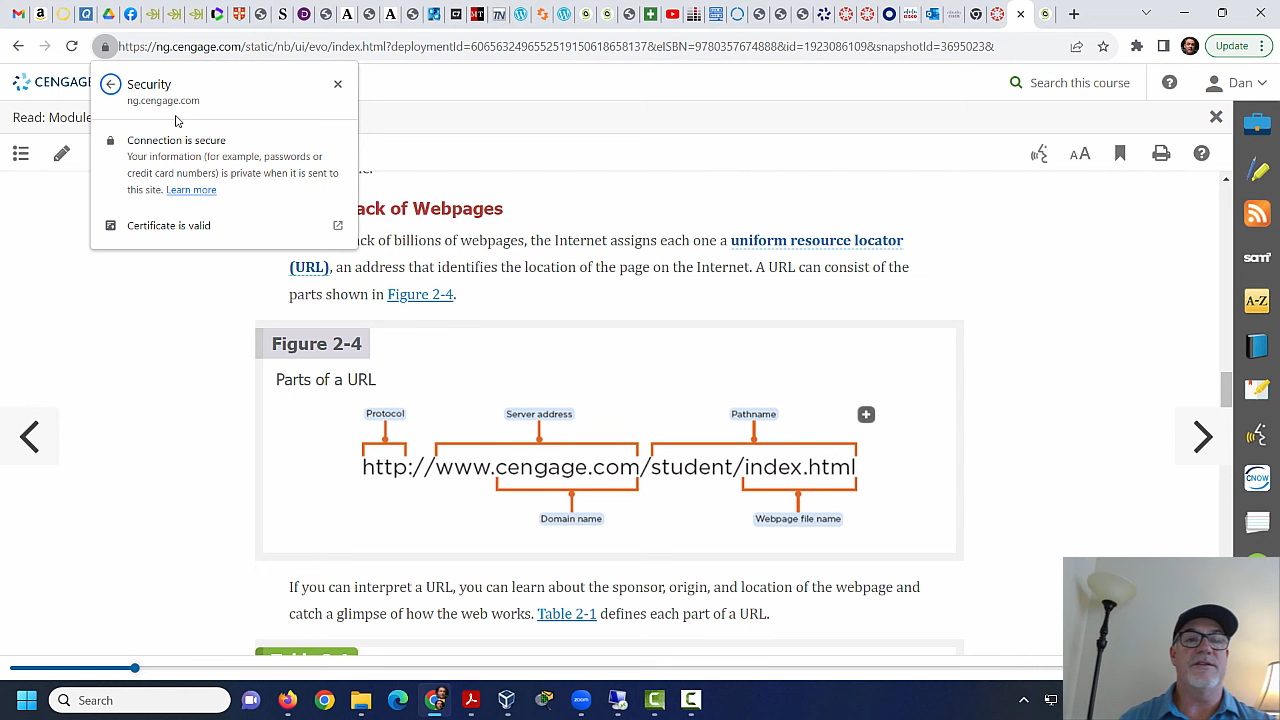 https://ng.cengage.com/static/nb/ui/evo/index.html?deploymentId=
&eISBN=9780357674888&id=1923086109&snapshotId=3695023&
Update
CENGAGE
Search this course
Dan
Read: Module
Security
ng.cengage.com
Connection is secure
Your information (for example, passwords or
credit card numbers) is private when it is sent to
this site. Learn more
Certificate is valid
AA
ack of Webpages
ck of billions of webpages, the Internet assigns each one a uniform resource locator
(URL), an address that identifies the location of the page on the Internet. A URL can consist of the
parts shown in Figure 2-4.
Figure 2-4
Parts of a URL
Protocol
Server address
Pathname
http://www.cengage.com/student/index.html
Domain name
Webpage file name
If you can interpret a URL, you can learn about the sponsor, origin, and location of the webpage and
catch a glimpse of how the web works. Table 2-1 defines each part of a URL.
sam
A-Z
CNOW
Search